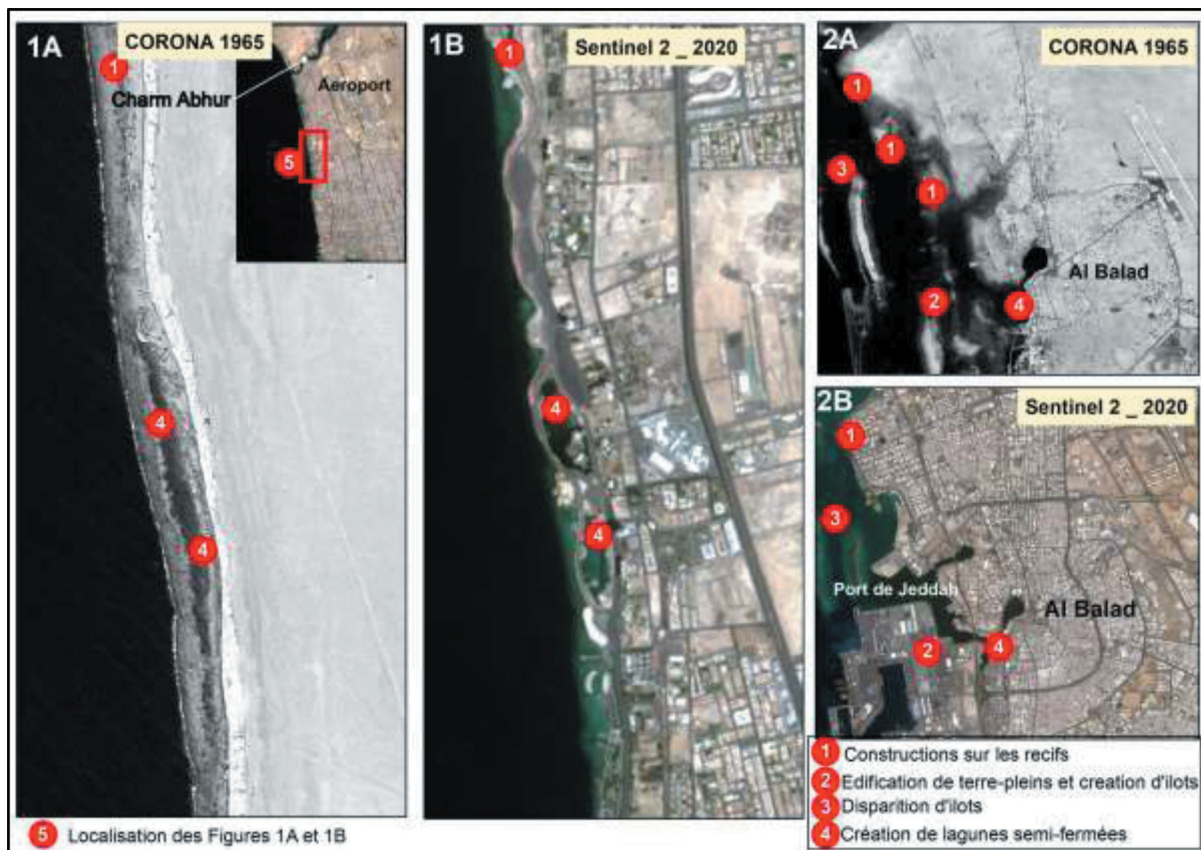 1A
CORONA 1965
1
Charm Abhur
Aeroport
5
4
4
5 Localisation des Figures 1A et 1B
1B
Sentinel 2 _ 2020
1
4
4
2A
CORONA 1965
1
1
3
1
2
4
Al Balad
2B
Sentinel 2 _ 2020
1
3
Port de Jeddah
Al Balad
2
4
1 Constructions sur les recifs
2 Edification de terre-pleins et creation d'ilots
3 Disparition d'ilots
4 Création de lagunes semi-fermées